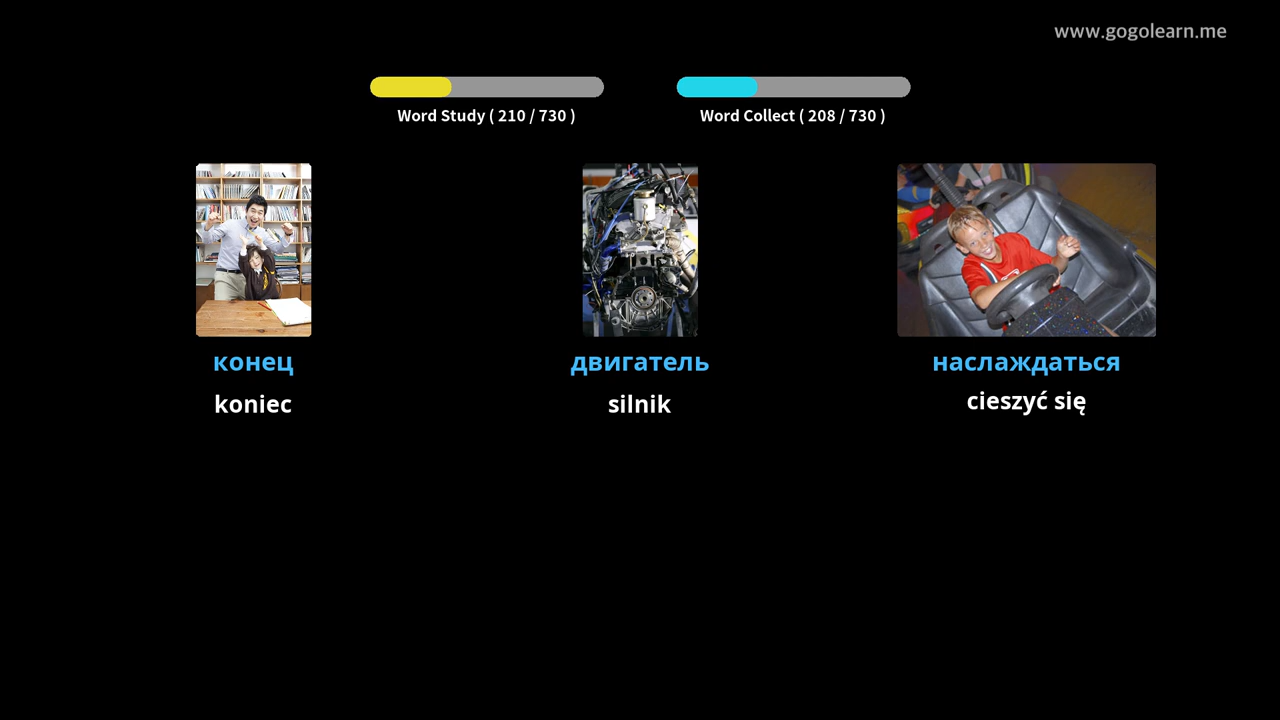 www.gogolearn.me
Word Study ( 210 / 730 )
Word Collect ( 208 / 730 )
конец
двигатель
наслаждаться
koniec
silnik
cieszyć się